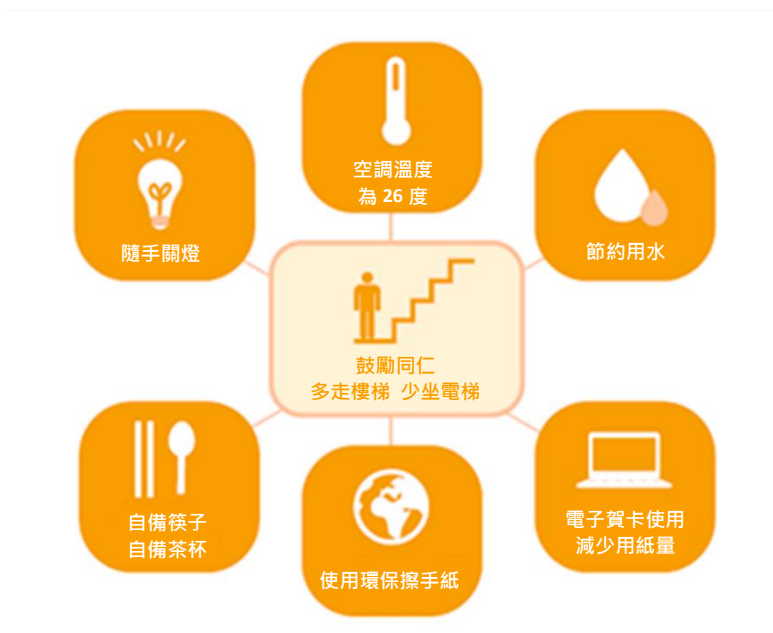 空調溫度
為 26 度
隨手關燈
節約用水
鼓勵同仁
多走樓梯 少坐電梯
自備筷子
自備茶杯
使用環保擦手紙
電子賀卡使用
減少用紙量